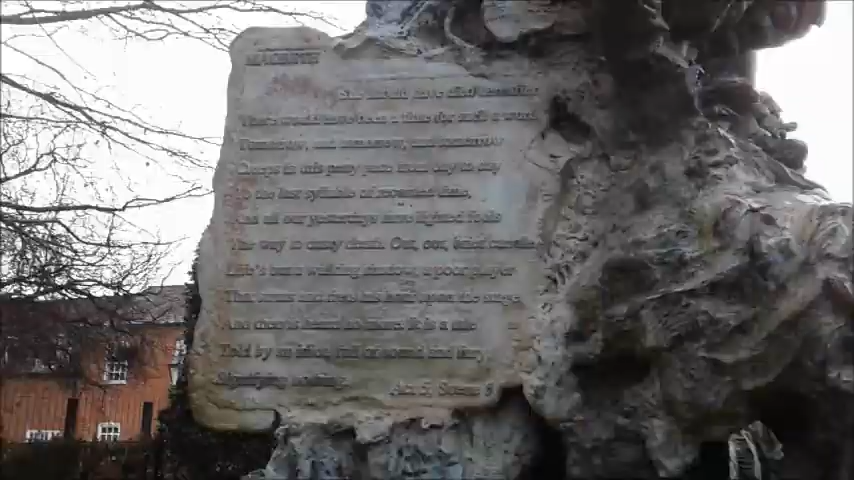 MACBETH
She should have died hereafter
There would have been a time for such a word
Tomorrow, and tomorrow, and tomorrow
Creeps in this petty pace from day to day
To the last syllable of recorded time,
And all our yesterdays have lighted fools
The way to dusty death. Out, out, brief candle
Life's but a walking shadow, a poor player
That struts and frets his hour upon the stage
And then is heard no more. It is a tale
Told by an idiot, full of sound and fury
Signifying nothing.
Act 5, Scene 5